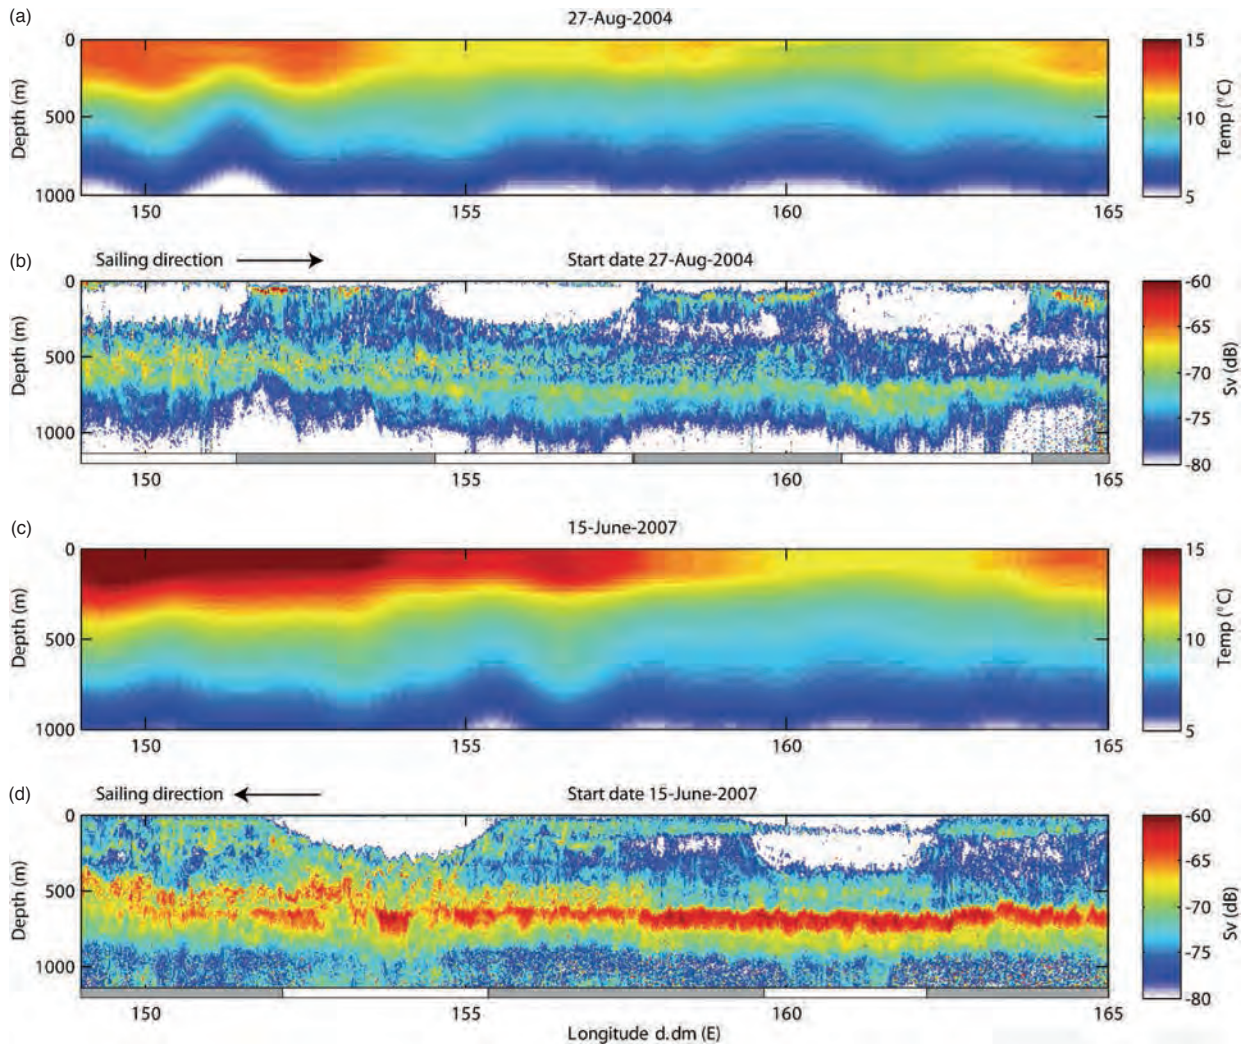 (a)
27-Aug-2004
0
500
1000
Depth (m)
150
155
160
165
15
10
5
Temp (°C)
(b)
Sailing direction
Start date 27-Aug-2004
0
500
1000
Depth (m)
150
155
160
165
-60
-65
-70
-75
-80
Sv (dB)
(c)
15-June-2007
0
500
1000
Depth (m)
150
155
160
165
15
10
5
Temp (°C)
(d)
Sailing direction
Start date 15-June-2007
0
500
1000
Depth (m)
150
155
160
165
Longitude d.dm (E)
-60
-65
-70
-75
-80
Sv (dB)